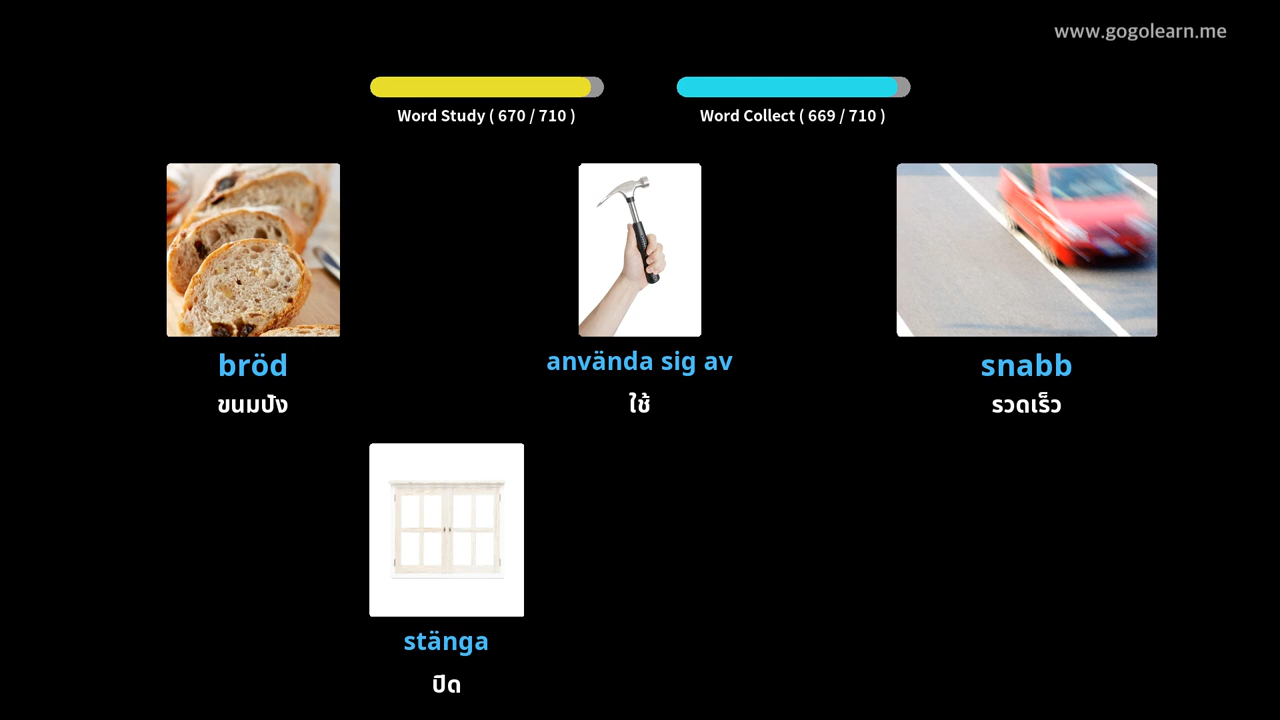 www.gogolearn.me
Word Study ( 670 / 710 )
Word Collect ( 669 / 710 )
bröd
ขนมปัง
använda sig av
ใช้
snabb
รวดเร็ว
stänga
ปิด